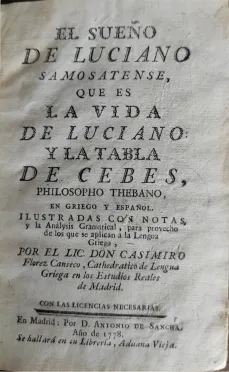 EL SUEÑO
DE LUCIANO
SAMOSATENSE,
QUE ES
LA VIDA
DE LUCIANO:
Y LA TABLA
DE CEBES,
PHILOSOPHO THEBANO,
EN GRIEGO Y ESPAÑOL.
ILUSTRADAS CON NOTAS,
y la Analysis Gramatical, para provecho
de los que se aplican à la Lengua
Griega,
POR EL LIC. DON CASIMIRO
Florez Canseco, Cathedratico de Lengua
Griega en los Estudios Reales
de Madrid.
CON LAS LICENCIAS NECESARIAS.
En Madrid: Por D. ANTONIO DE SANCHA.
Año de 1778.
Se hallará en su Librería, Aduana Vieja.